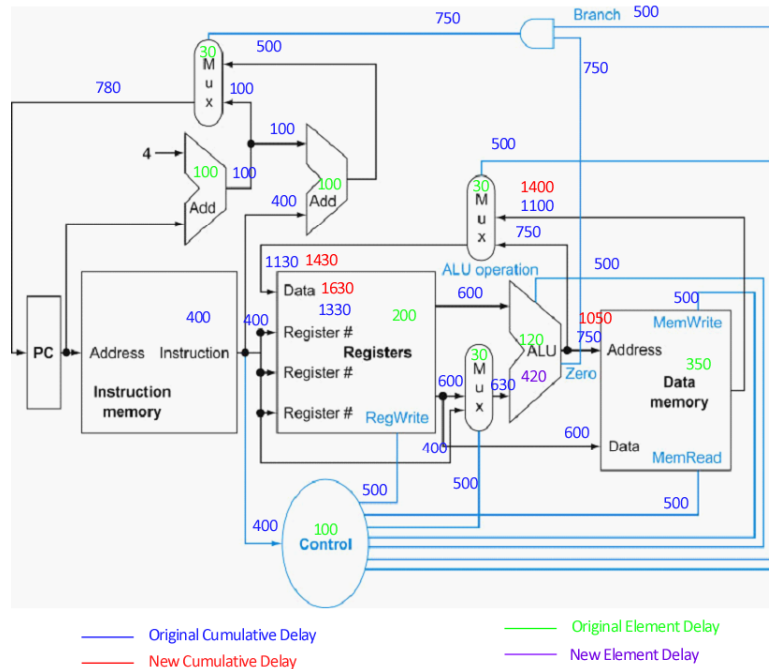 Branch
750
500
30
M
u
x
500
750
780
100
100
4
100
100
Add
100
Add
400
500
30
M
u
x
1400
1100
750
1130
1430
ALU operation
500
Data
1630
1330
200
600
400
400
Address
Instruction
Register #
Registers
Register #
Register #
RegWrite
PC
Instruction
memory
30
M
u
x
600
630
400
120
ALU
420
Zero
1050
750
500
MemWrite
Address
350
Data
memory
600
Data
MemRead
500
500
500
400
100
Control
Original Cumulative Delay
New Cumulative Delay
Original Element Delay
New Element Delay